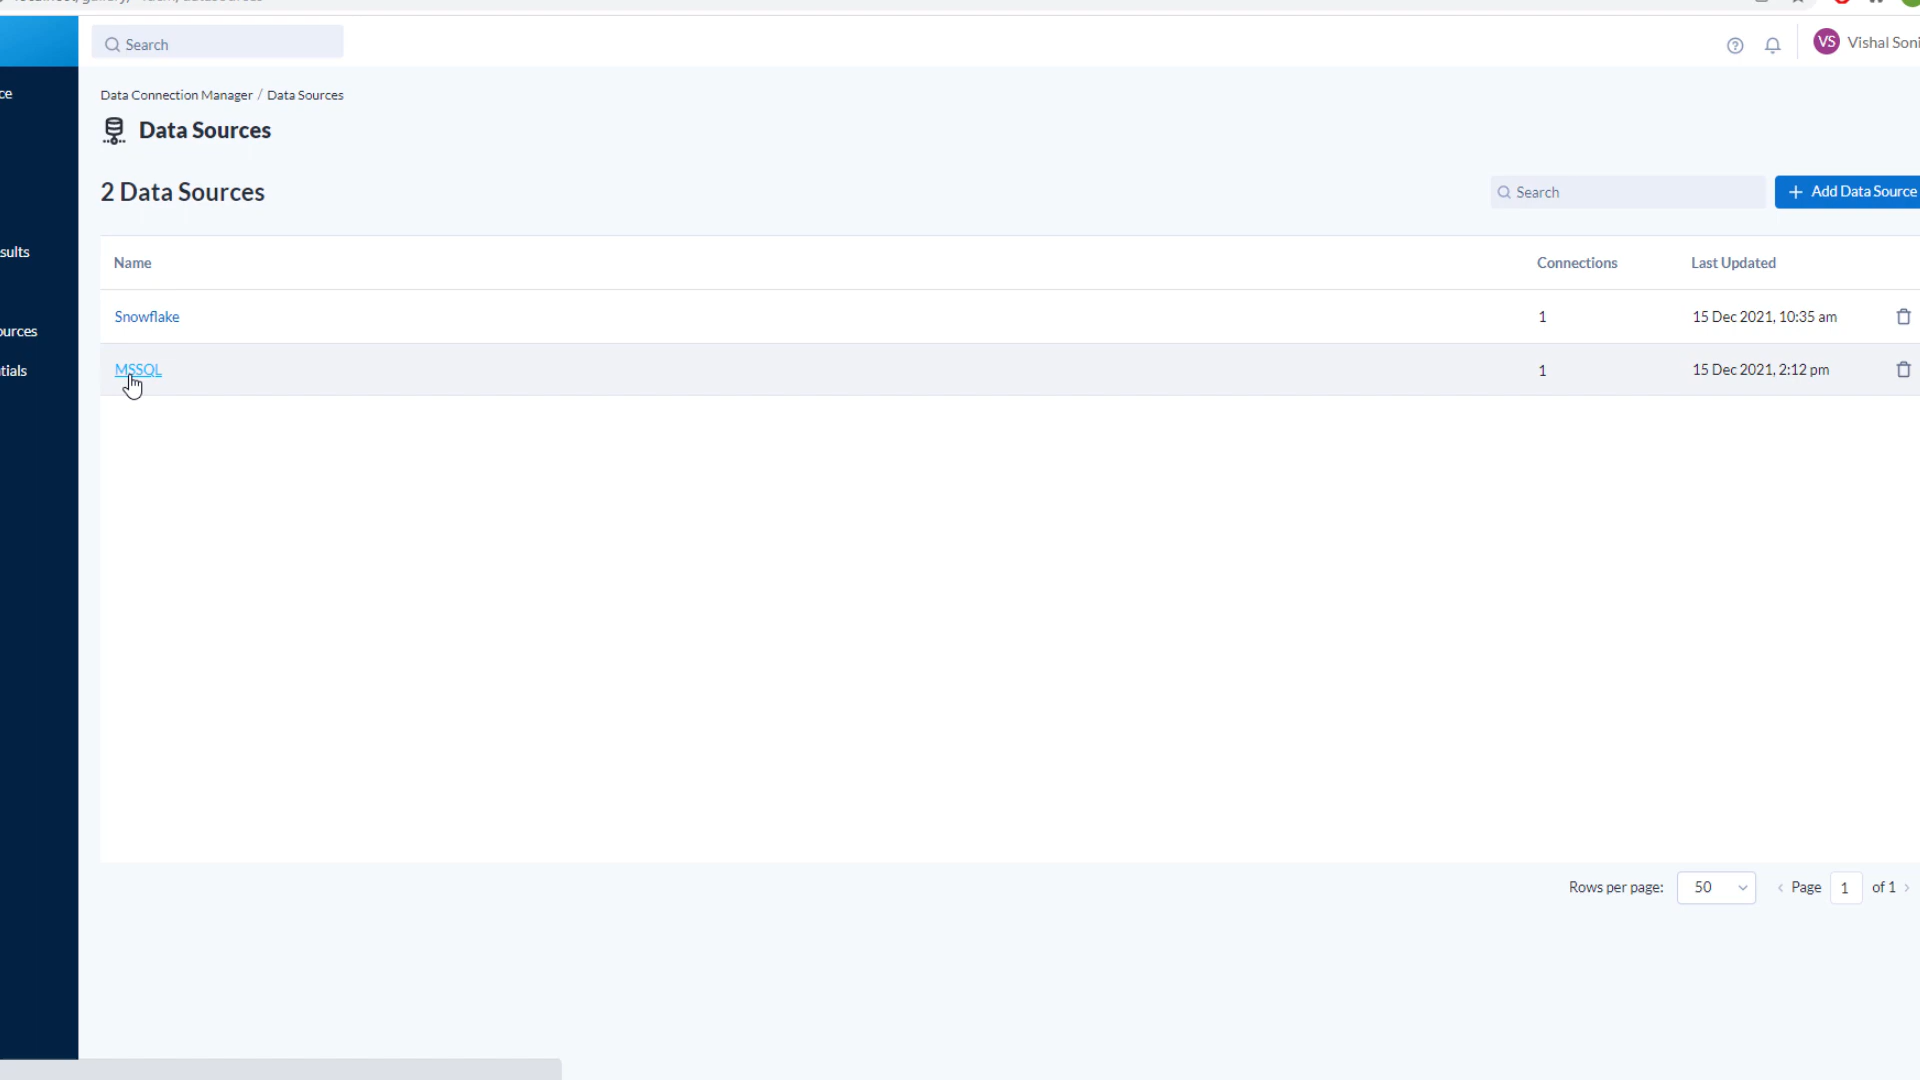 Search
VS Vishal Soni
ce
Data Connection Manager / Data Sources
Data Sources
2 Data Sources
Search
+ Add Data Source
sults
Name Connections Last Updated
Snowflake 1 15 Dec 2021, 10:35 am
ources
MSSQL 1 15 Dec 2021, 2:12 pm
tials
Rows per page: 50 < Page 1 of 1 >